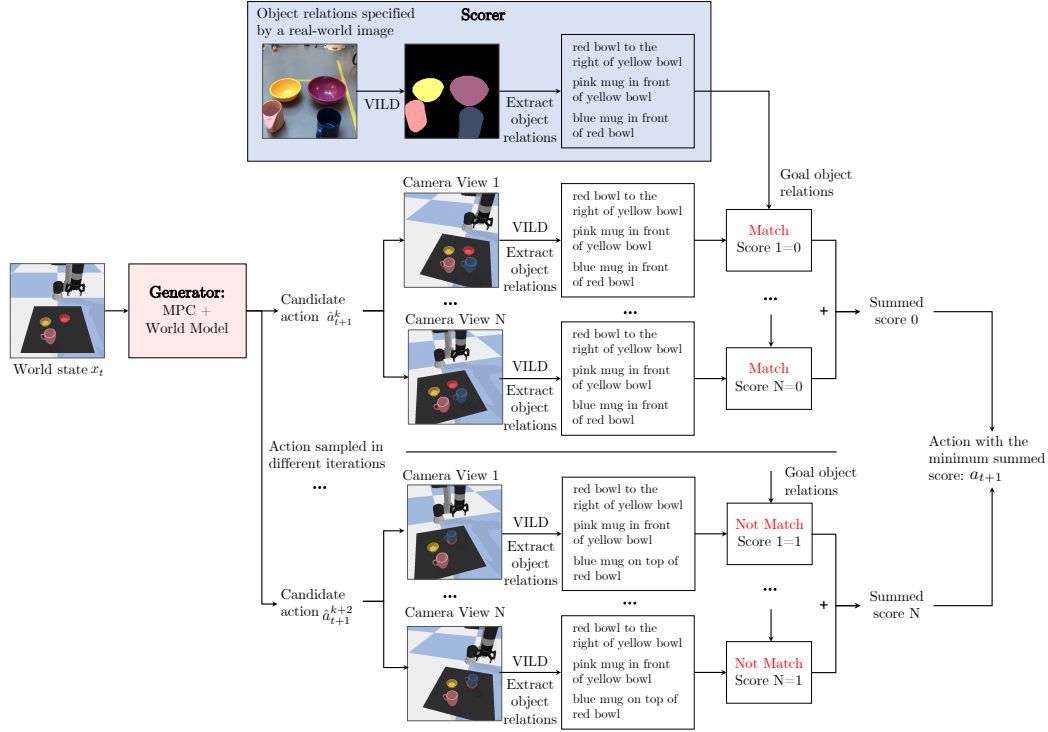 Object relations specified
by a real-world image
Scorer
VILD
Extract
object
relations
red bowl to the
right of yellow bowl
pink mug in front
of yellow bowl
blue mug in front
of red bowl
Goal object
relations
Camera View 1
VILD
Extract
object
relations
red bowl to the
right of yellow bowl
pink mug in front
of yellow bowl
blue mug in front
of red bowl
Match
Score 1=0
World state x_t
Generator:
MPC +
World Model
Candidate
action â^k_{t+1}
...
...
...
+
Summed
score 0
Camera View N
VILD
Extract
object
relations
red bowl to the
right of yellow bowl
pink mug in front
of yellow bowl
blue mug in front
of red bowl
Match
Score N=0
Action sampled in
different iterations
...
Action with the
minimum summed
score: a_{t+1}
Camera View 1
VILD
Extract
object
relations
red bowl to the
right of yellow bowl
pink mug in front
of yellow bowl
blue mug on top of
red bowl
Goal object
relations
Not Match
Score 1=1
Candidate
action â^{k+2}_{t+1}
...
...
...
+
Summed
score N
Camera View N
VILD
Extract
object
relations
red bowl to the
right of yellow bowl
pink mug in front
of yellow bowl
blue mug on top of
red bowl
Not Match
Score N=1